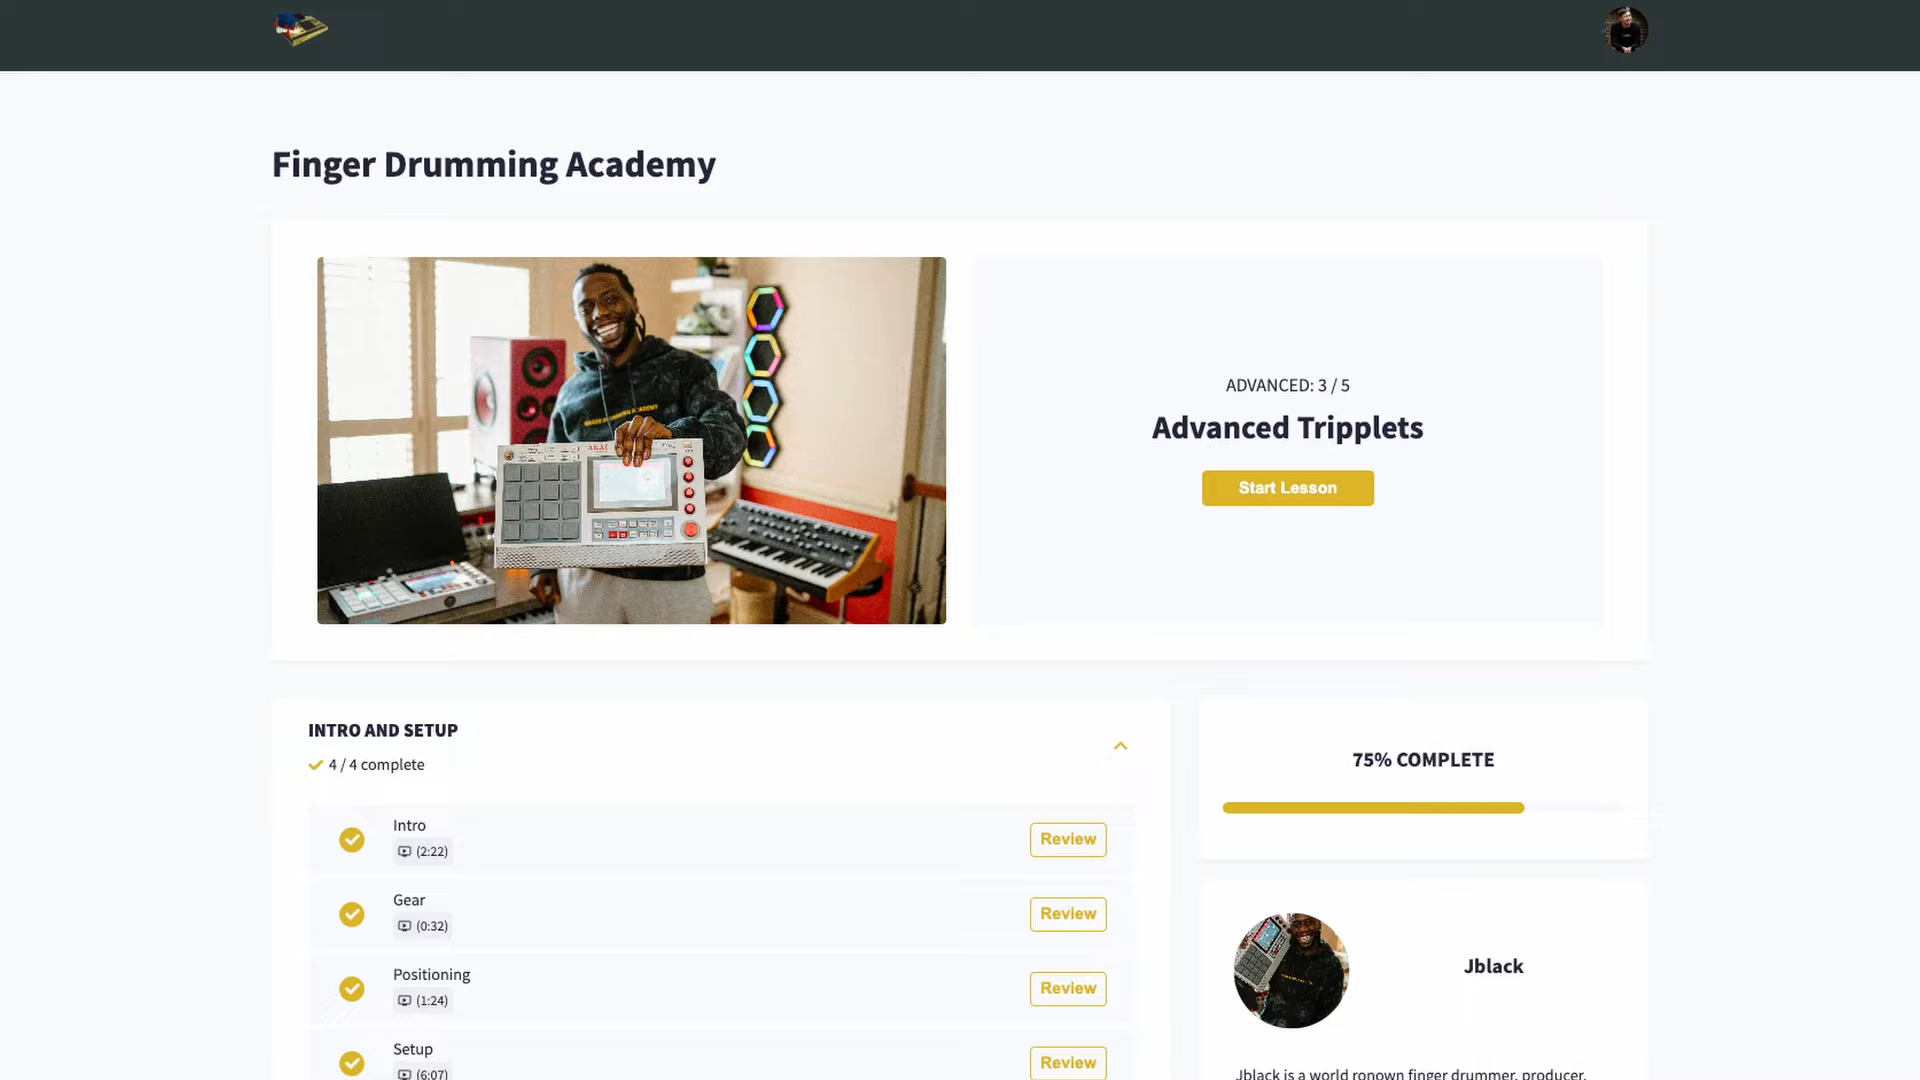 Finger Drumming Academy
AKAI
ADVANCED: 3 / 5
Advanced Tripplets
Start Lesson
INTRO AND SETUP
4 / 4 complete
Intro
(2:22)
Review
Gear
(0:32)
Review
Positioning
(1:24)
Review
Setup
(6:07)
Review
75% COMPLETE
Jblack
Jblack is a world ronown finger drummer, producer,